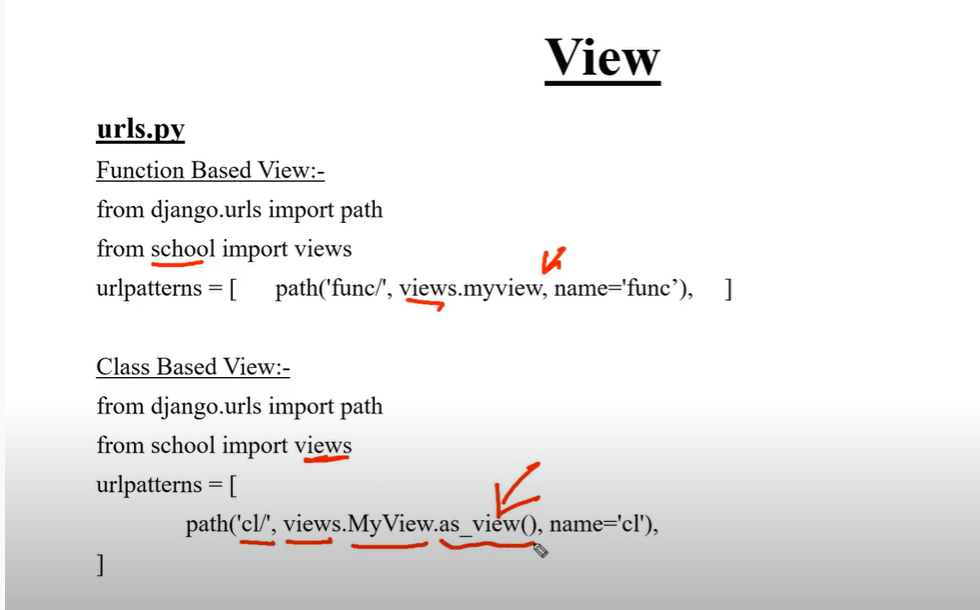 View
urls.py
Function Based View:-
from django.urls import path
from school import views
urlpatterns = [ path('func/', views.myview, name='func’), ]
Class Based View:-
from django.urls import path
from school import views
urlpatterns = [
path('cl/', views.MyView.as_view(), name='cl'),
]